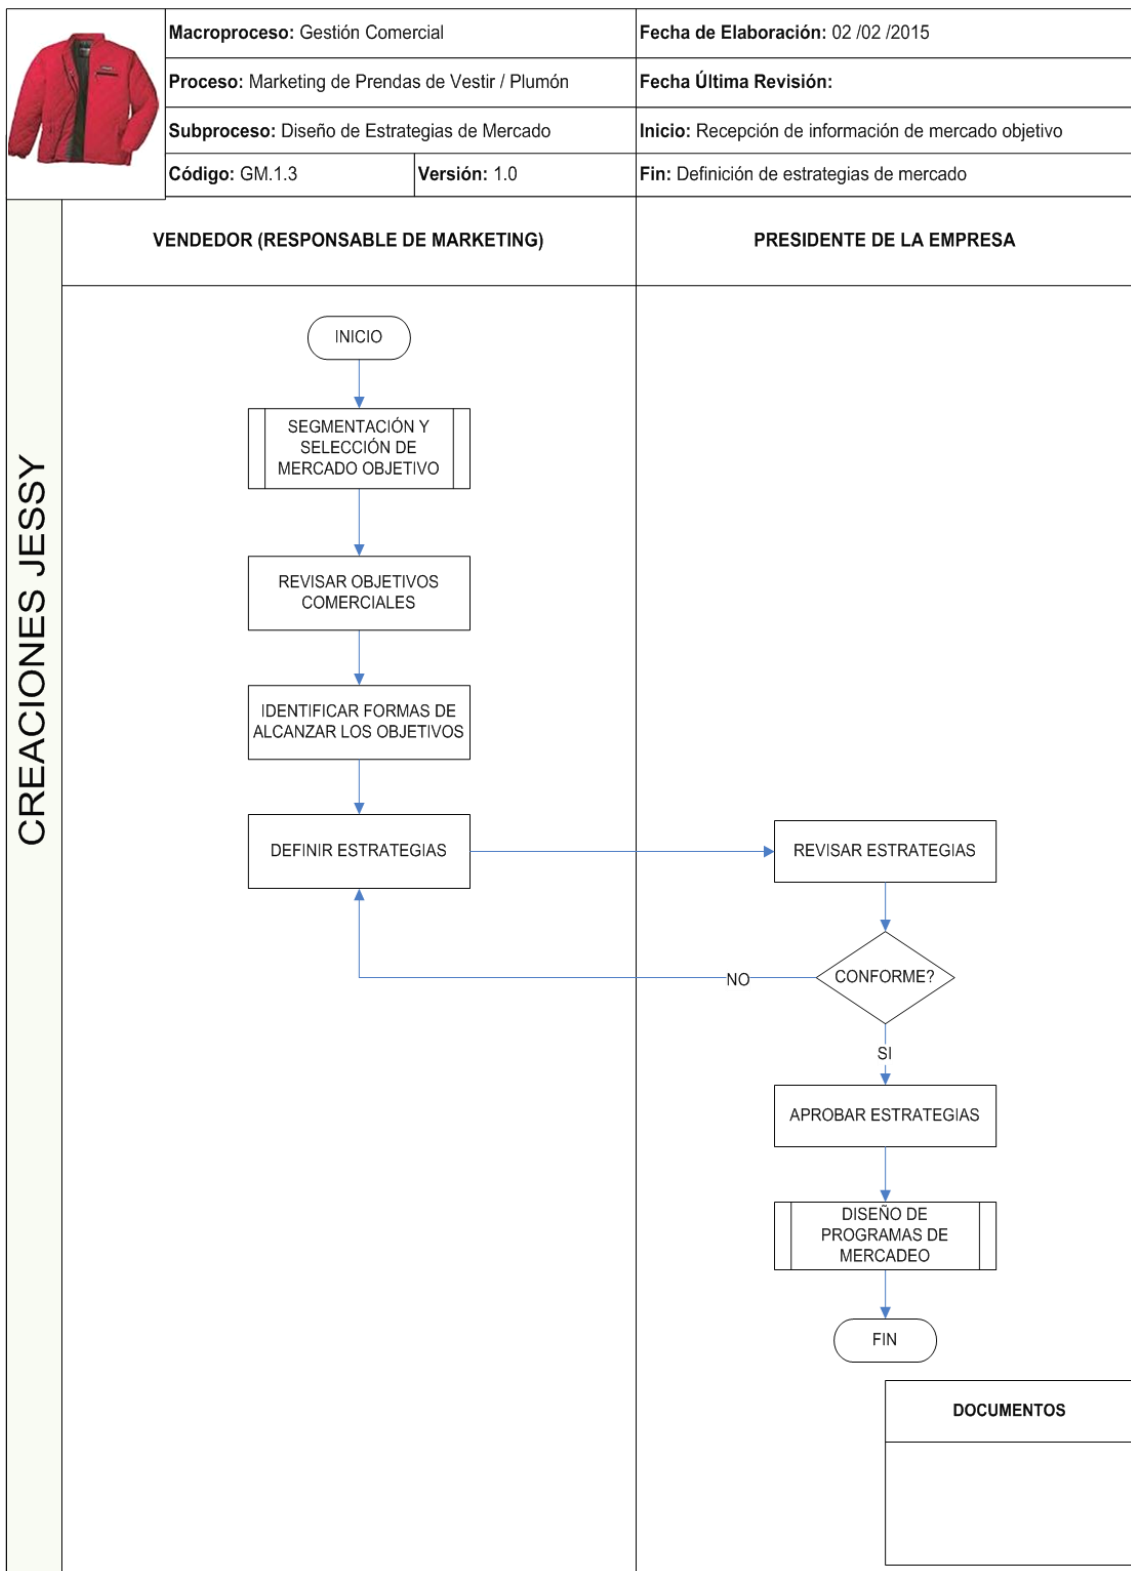 Macroproceso: Gestión Comercial
Fecha de Elaboración: 02 /02 /2015
Proceso: Marketing de Prendas de Vestir / Plumón
Fecha Última Revisión:
Subproceso: Diseño de Estrategias de Mercado
Inicio: Recepción de información de mercado objetivo
Código: GM.1.3
Versión: 1.0
Fin: Definición de estrategias de mercado
CREACIONES JESSY
VENDEDOR (RESPONSABLE DE MARKETING)
PRESIDENTE DE LA EMPRESA
INICIO
SEGMENTACIÓN Y
SELECCIÓN DE
MERCADO OBJETIVO
REVISAR OBJETIVOS
COMERCIALES
IDENTIFICAR FORMAS DE
ALCANZAR LOS OBJETIVOS
DEFINIR ESTRATEGIAS
REVISAR ESTRATEGIAS
CONFORME?
NO
SI
APROBAR ESTRATEGIAS
DISEÑO DE
PROGRAMAS DE
MERCADEO
FIN
DOCUMENTOS